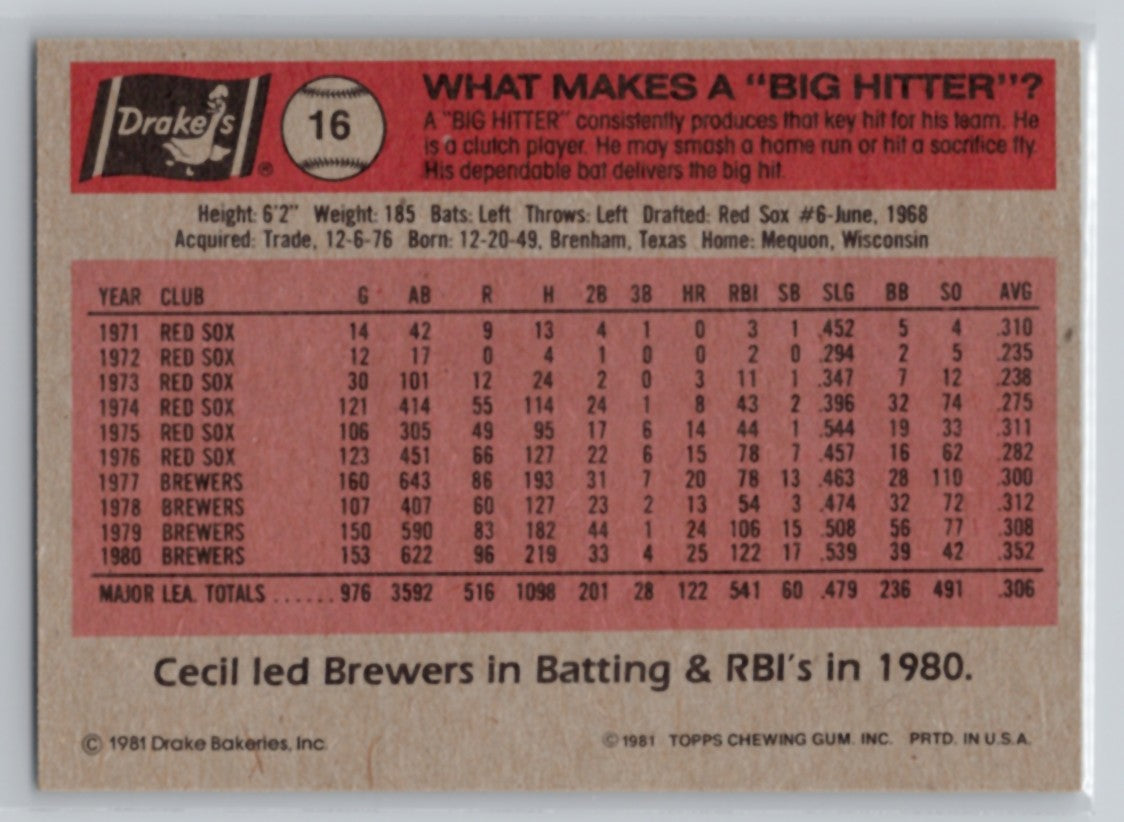 Drake's ®
16
WHAT MAKES A "BIG HITTER"?
A "BIG HITTER" consistently produces that key hit for his team. He
is a clutch player. He may smash a home run or hit a sacrifice fly.
His dependable bat delivers the big hit.
Height: 6'2" Weight: 185 Bats: Left Throws: Left Drafted: Red Sox #6-June, 1968
Acquired: Trade, 12-6-76 Born: 12-20-49, Brenham, Texas Home: Mequon, Wisconsin
YEAR CLUB G AB R H 2B 3B HR RBI SB SLG BB SO AVG
1971 RED SOX 14 42 9 13 4 1 0 3 1 .452 5 4 .310
1972 RED SOX 12 17 0 4 1 0 0 2 0 .294 2 5 .235
1973 RED SOX 30 101 12 24 2 0 3 11 1 .347 7 12 .238
1974 RED SOX 121 414 55 114 24 1 8 43 2 .396 32 74 .275
1975 RED SOX 106 305 49 95 17 6 14 44 1 .544 19 33 .311
1976 RED SOX 123 451 66 127 22 6 15 78 7 .457 16 62 .282
1977 BREWERS 160 643 86 193 31 7 20 78 13 .463 28 110 .300
1978 BREWERS 107 407 60 127 23 2 13 54 3 .474 32 72 .312
1979 BREWERS 150 590 83 182 44 1 24 106 15 .508 56 77 .308
1980 BREWERS 153 622 96 219 33 4 25 122 17 .539 39 42 .352
MAJOR LEA. TOTALS ...... 976 3592 516 1098 201 28 122 541 60 .479 236 491 .306
Cecil led Brewers in Batting & RBI's in 1980.
© 1981 Drake Bakeries, Inc.
© 1981 TOPPS CHEWING GUM. INC. PRTD. IN U.S.A.